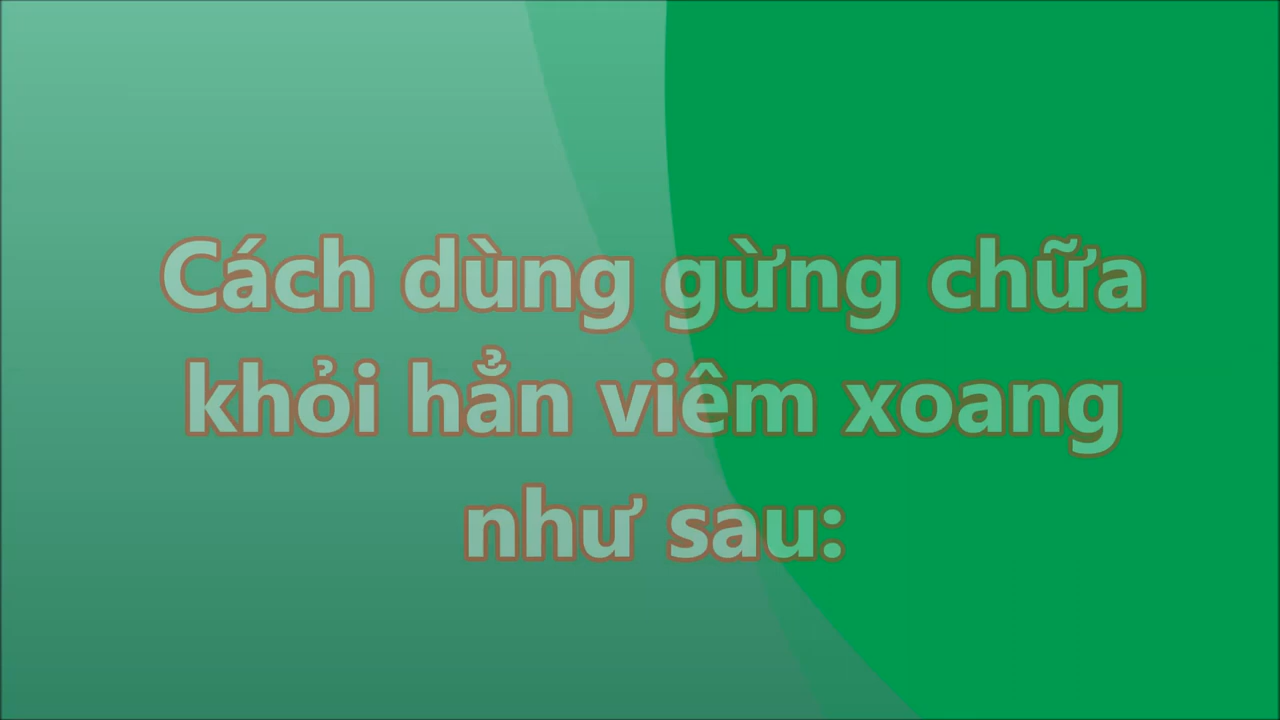 Cách dùng gừng chữa
khỏi hẳn viêm xoang
như sau: